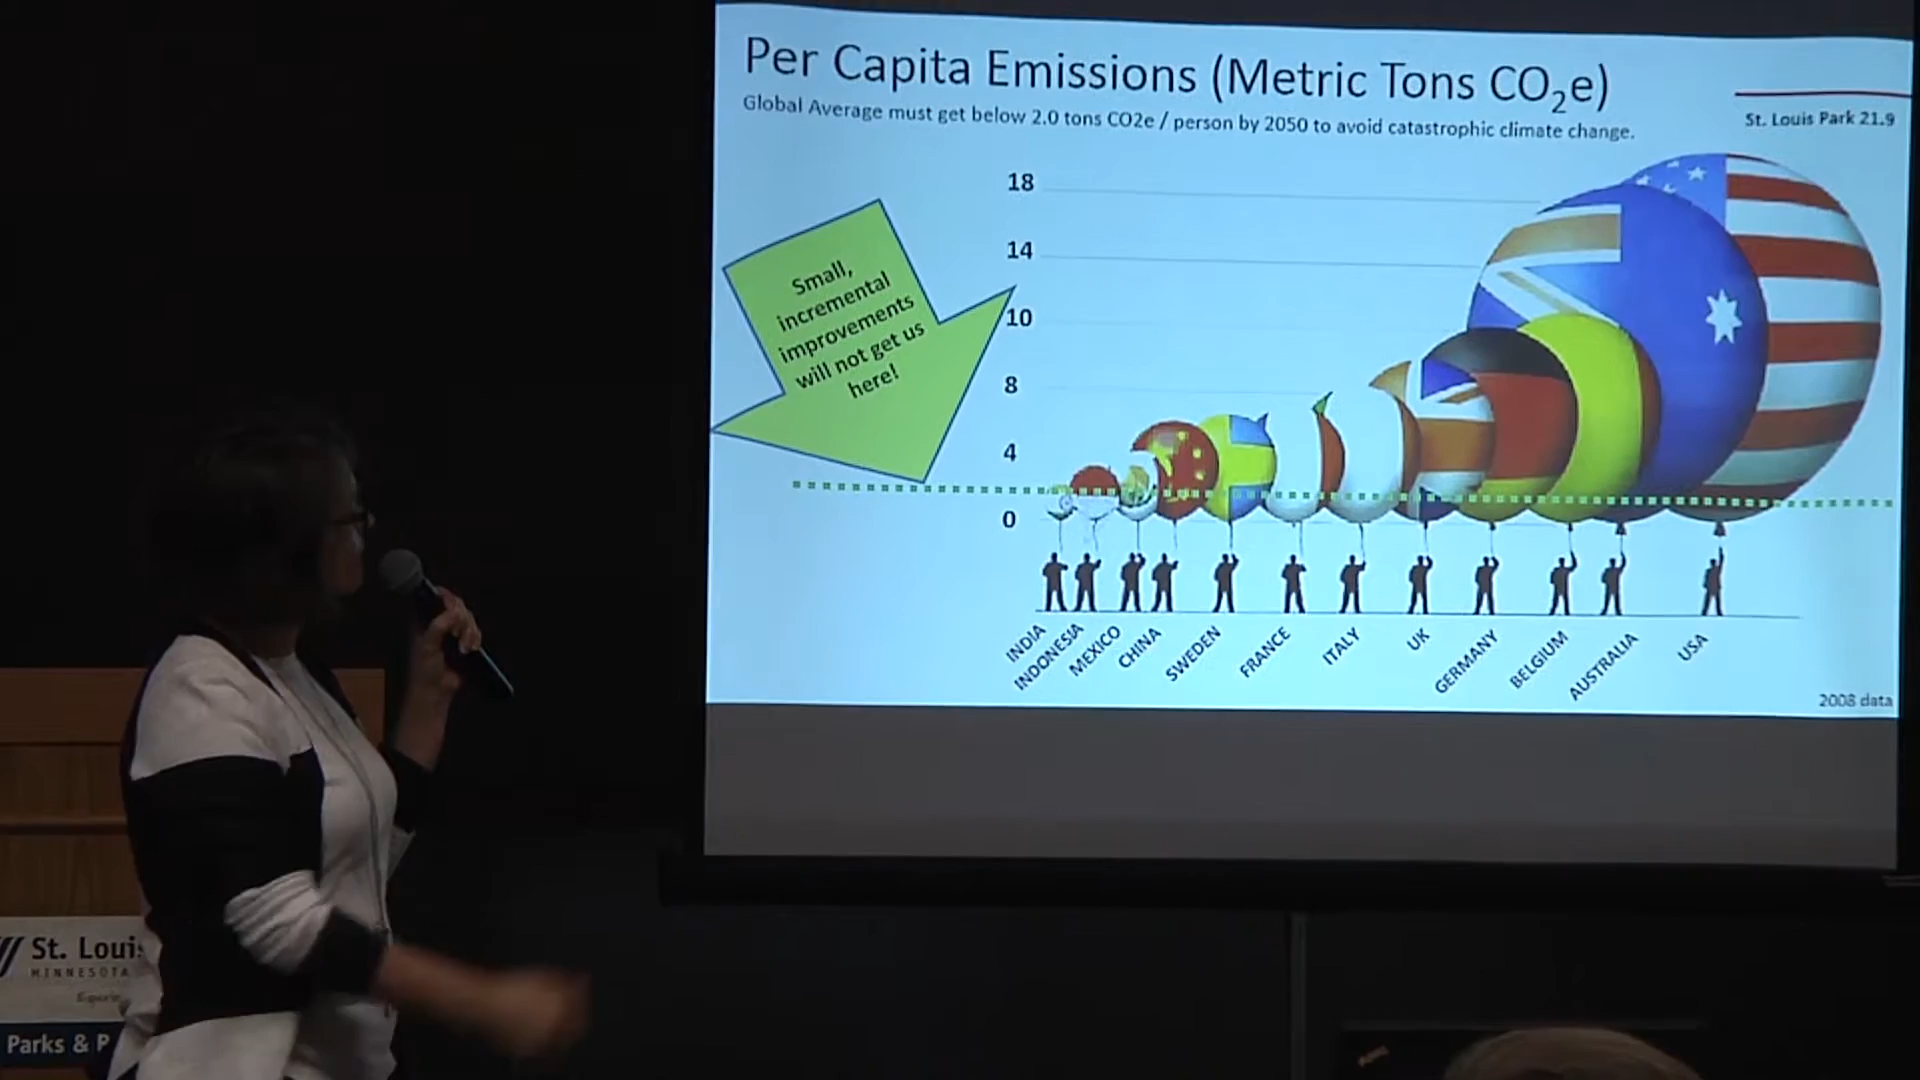 Per Capita Emissions (Metric Tons CO₂e)
Global Average must get below 2.0 tons CO2e / person by 2050 to avoid catastrophic climate change.
St. Louis Park 21.9
Small,
incremental
improvements
will not get us
here!
18
14
10
8
4
0
INDIA
INDONESIA
MEXICO
CHINA
SWEDEN
FRANCE
ITALY
UK
GERMANY
BELGIUM
AUSTRALIA
USA
2008 data
St. Loui
MINNESOTA
Parks & P